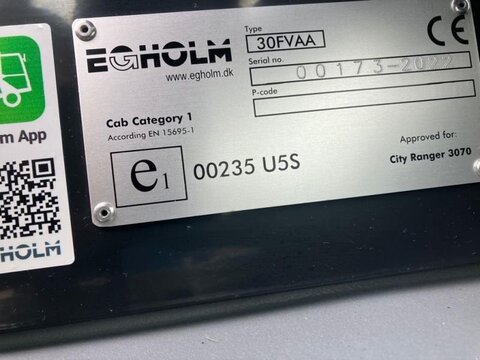 EGHOLM
www.egholm.dk
Type
30FVAA
Serial no.
00173-2022
P-code
Cab Category 1
According EN 15695-1
e1
00235 U5S
Approved for:
City Ranger 3070
CE
m App
GHOLM